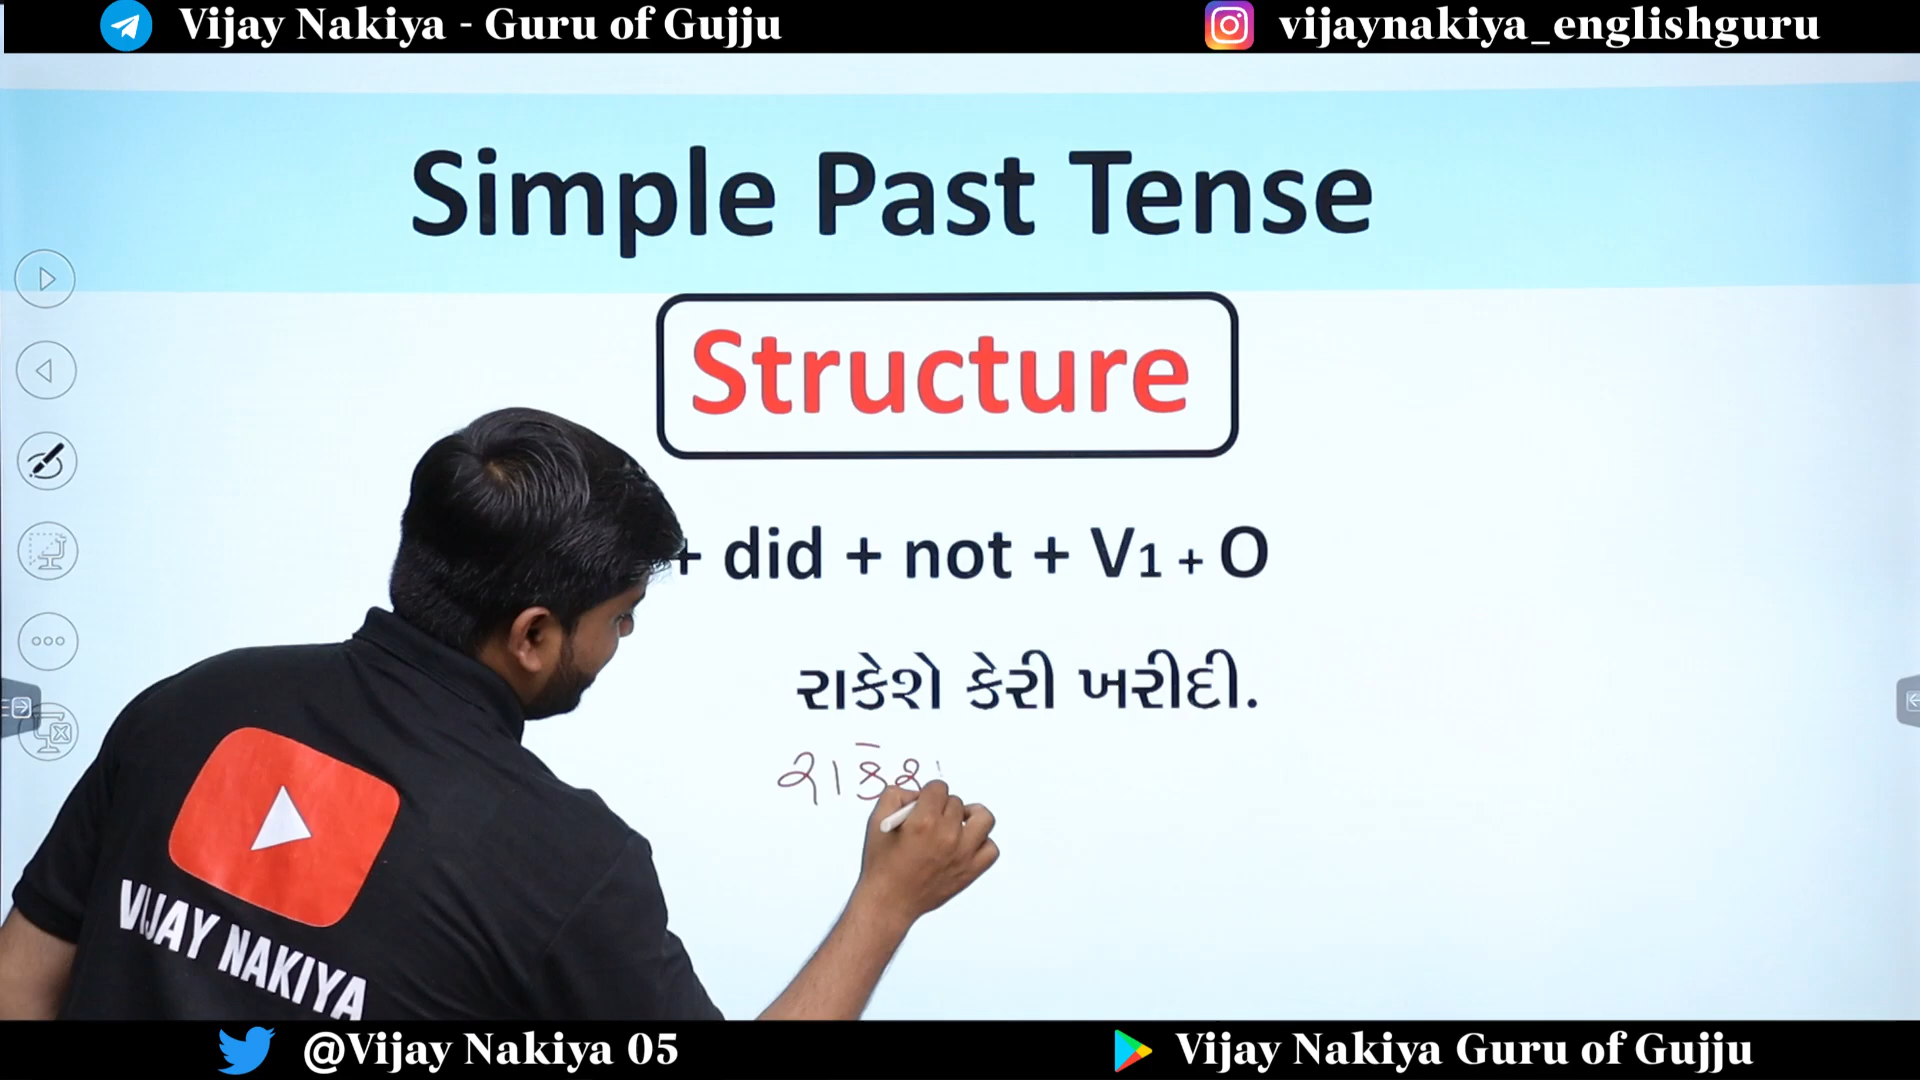 Vijay Nakiya - Guru of Gujju
vijaynakiya_englishguru
Simple Past Tense
Structure
+ did + not + V1 + O
રાકેશે કેરી ખરીદી.
રાકેશ
VIJAY NAKIYA
@Vijay Nakiya 05
Vijay Nakiya Guru of Gujju